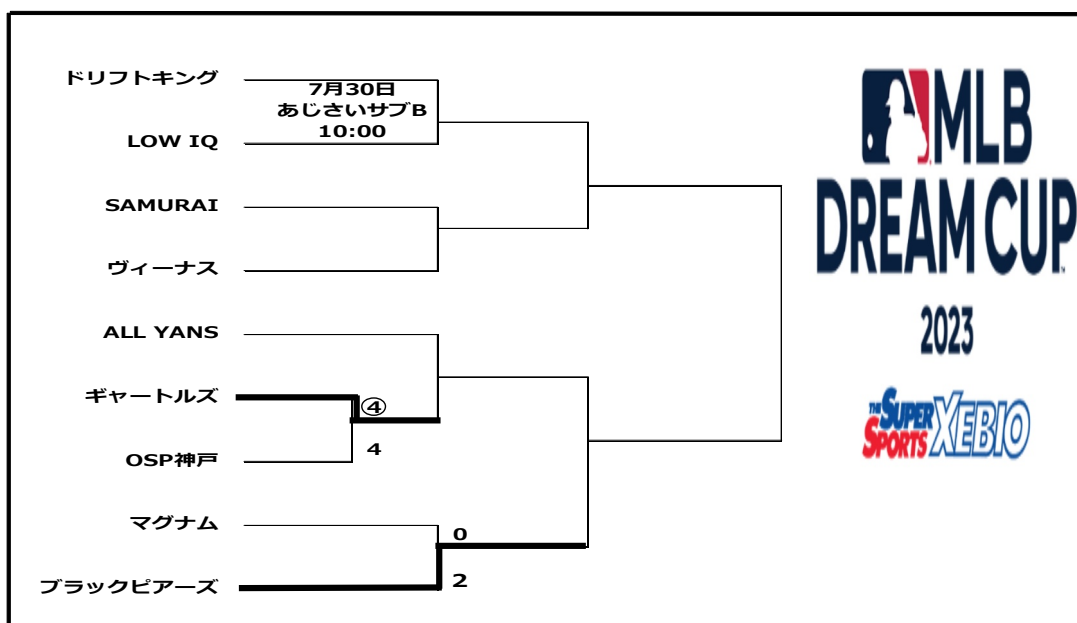 ドリフトキング
7月30日
あじさいサブB
10:00
LOW IQ
SAMURAI
ヴィーナス
ALL YANS
ギャートルズ
④
4
OSP神戸
マグナム
0
2
ブラックピアーズ
MLB
DREAM CUP™
2023
THE SUPER SPORTS XEBIO